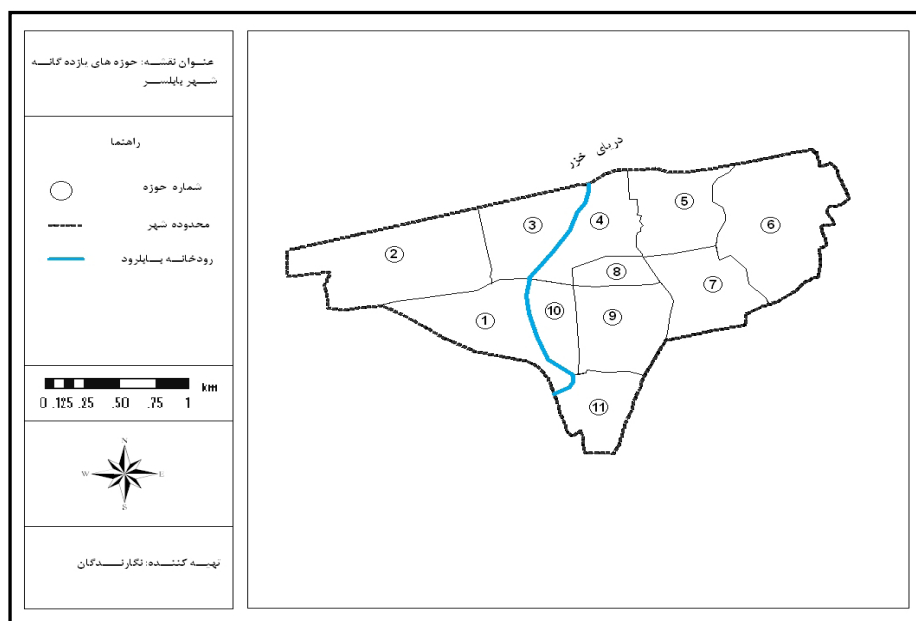 عنوان نقشه: حوزه های یازده گانه
شهر بابلسر
راهنما
شماره حوزه
محدوده شهر
رودخانه بابلرود
km
0 .125 .25 .50 .75 1
N
W E
S
تهیه کننده: نگارندگان
دریای خزر
5
3 4 6
2
8
7
10 9
1
11